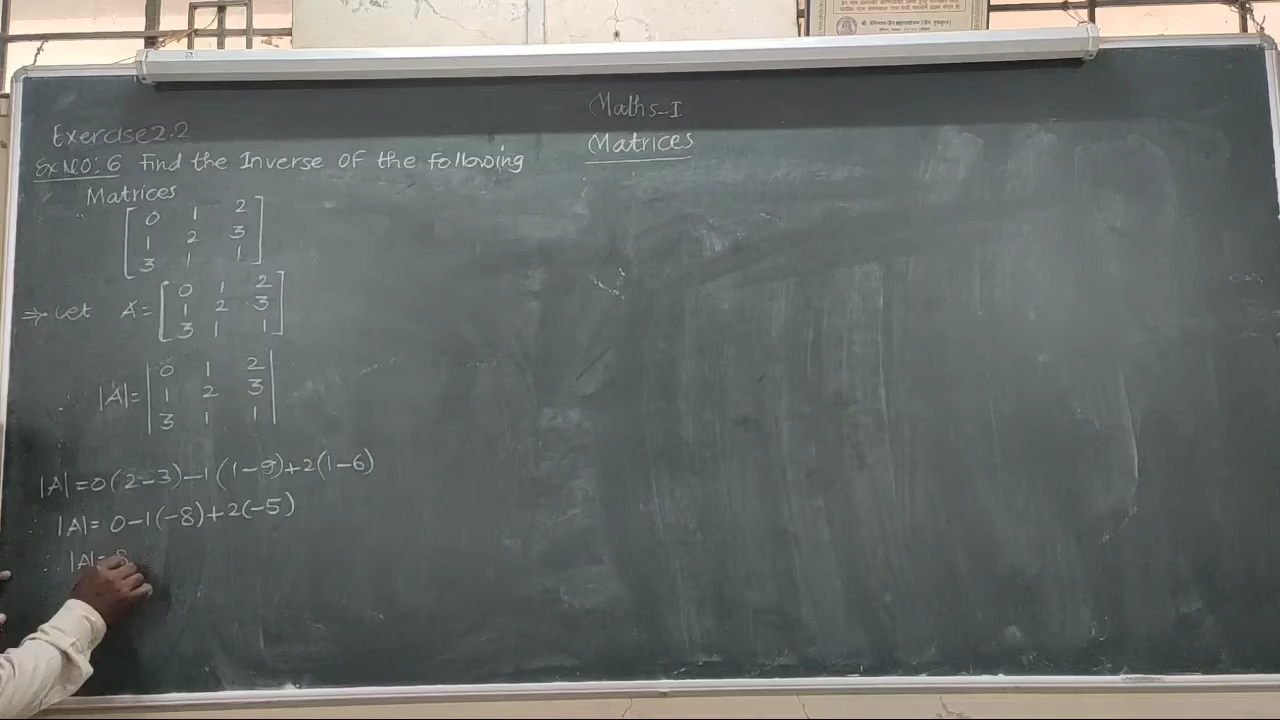 Maths-I
Matrices
Exercise 2.2
Ex No: 6 Find the Inverse of the following
Matrices
[0 1 2
1 2 3
3 1 1]
⇒ Let A = [0 1 2
1 2 3
3 1 1]
|A| = |0 1 2
1 2 3
3 1 1|
|A| = 0(2-3)-1(1-9)+2(1-6)
∴ |A| = 0-1(-8)+2(-5)
∴ |A| = 8